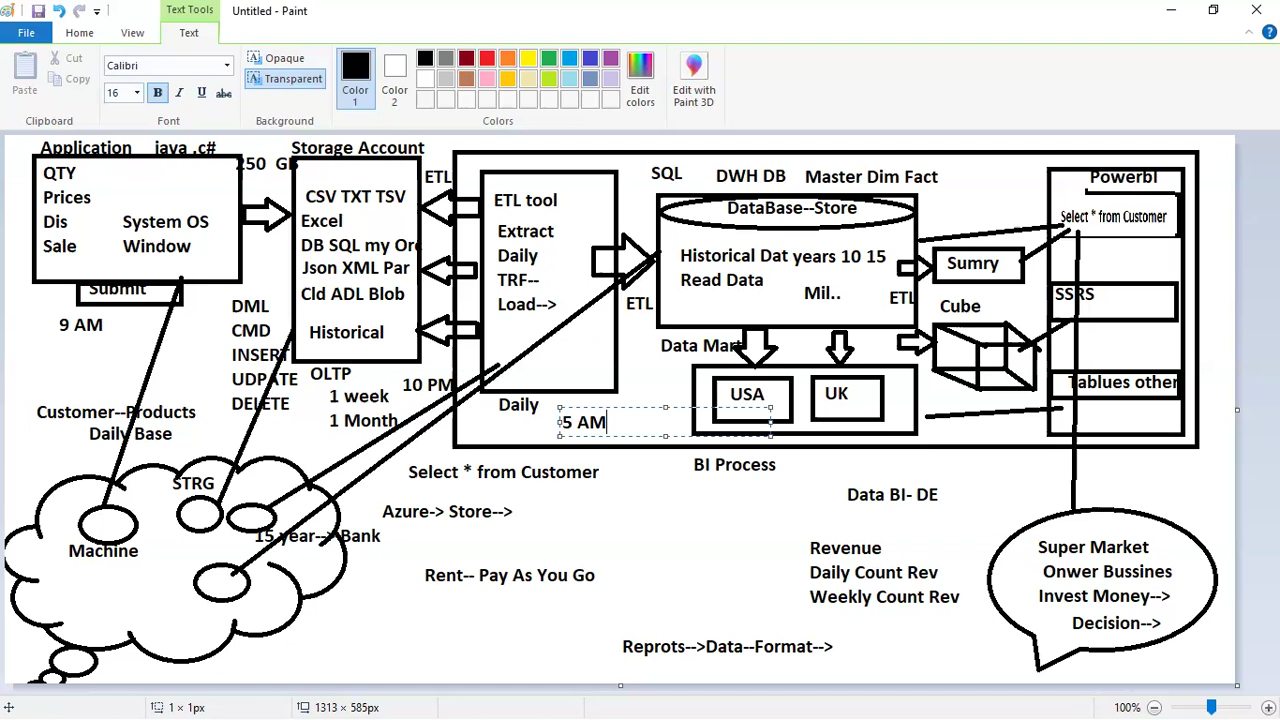 Text Tools
Untitled - Paint
File
Home
View
Text
Paste
Cut
Copy
Clipboard
Calibri
16
B
I
U
abc
Font
Opaque
Transparent
Background
Color 1
Color 2
Colors
Edit colors
Edit with Paint 3D
Application java .c#
QTY
Prices
Dis System OS
Sale Window
Submit
9 AM
250 GB
Storage Account
CSV TXT TSV
Excel
DB SQL my Orc
Json XML Par
Cld ADL Blob
Historical
DML
CMD
INSERT
UDPATE
DELETE
OLTP
1 week
1 Month
10 PM
ETL
ETL tool
Extract
Daily
TRF--
Load-->
Daily
ETL
5 AM
SQL DWH DB Master Dim Fact
DataBase--Store
Historical Dat years 10 15
Read Data
Mil..
ETL
Data Mart
USA
UK
Sumry
Cube
PowerbI
Select * from Customer
SSRS
Tablues other
Customer--Products
Daily Base
STRG
Machine
15 year--> Bank
Select * from Customer
BI Process
Azure-> Store-->
Data BI- DE
Rent-- Pay As You Go
Revenue
Daily Count Rev
Weekly Count Rev
Super Market
Onwer Bussines
Invest Money-->
Decision-->
Reprots-->Data--Format-->
1 × 1px
1313 × 585px
100%